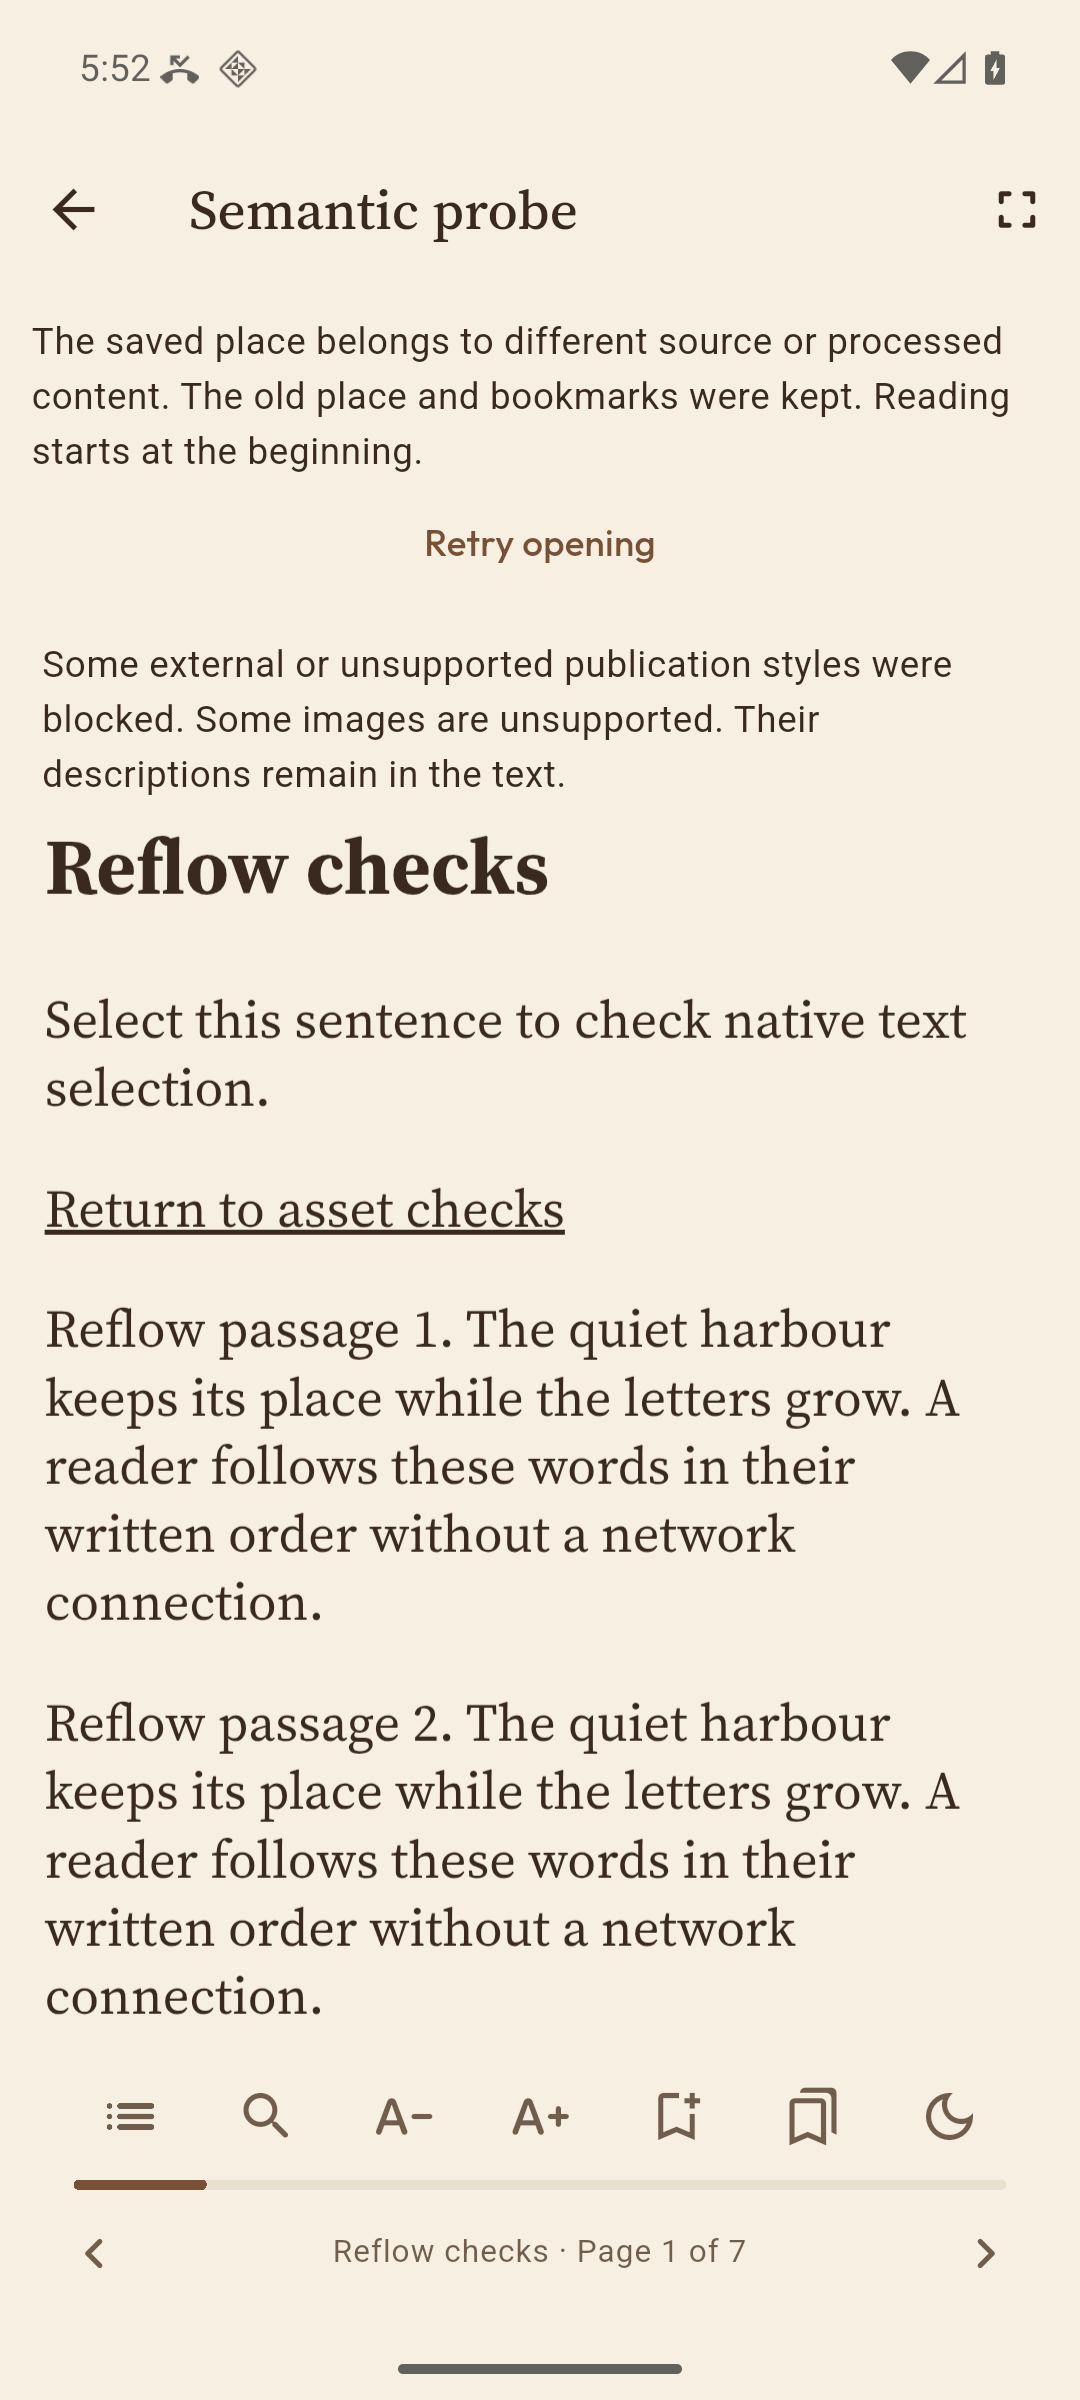 5:52
Semantic probe
The saved place belongs to different source or processed
content. The old place and bookmarks were kept. Reading
starts at the beginning.
Retry opening
Some external or unsupported publication styles were
blocked. Some images are unsupported. Their
descriptions remain in the text.
Reflow checks
Select this sentence to check native text
selection.
Return to asset checks
Reflow passage 1. The quiet harbour
keeps its place while the letters grow. A
reader follows these words in their
written order without a network
connection.
Reflow passage 2. The quiet harbour
keeps its place while the letters grow. A
reader follows these words in their
written order without a network
connection.
A− A+
Reflow checks · Page 1 of 7